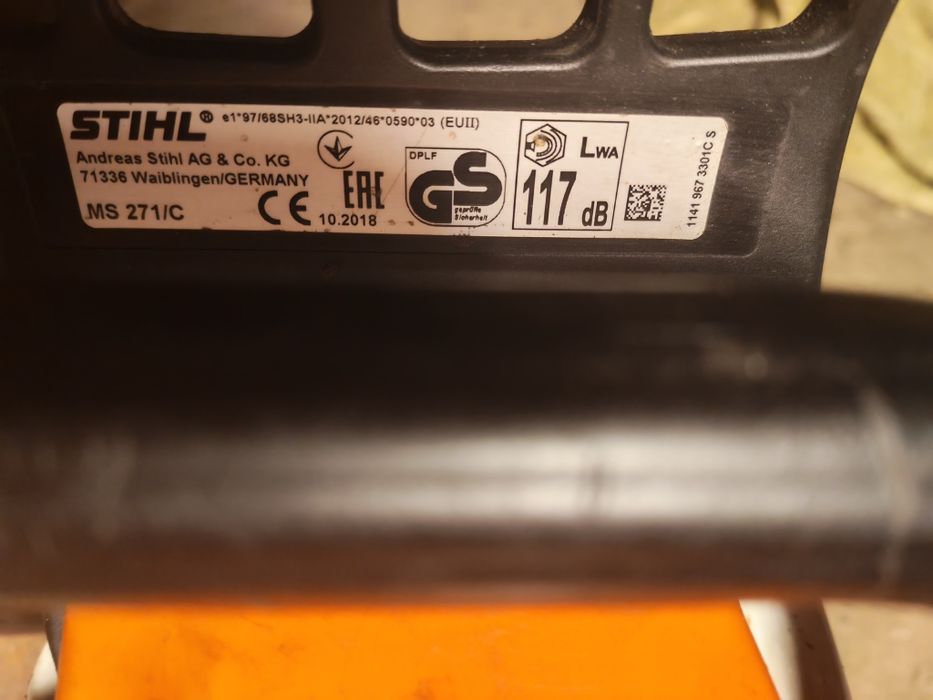 STIHL® e1*97/68SH3-IIA*2012/46*0590*03 (EUII)
Andreas Stihl AG & Co. KG
71336 Waiblingen/GERMANY
MS 271/C
CE
EAC
10.2018
DPLF
GS
geprüfte
Sicherheit
LWA
117 dB
1141 967 3301C S